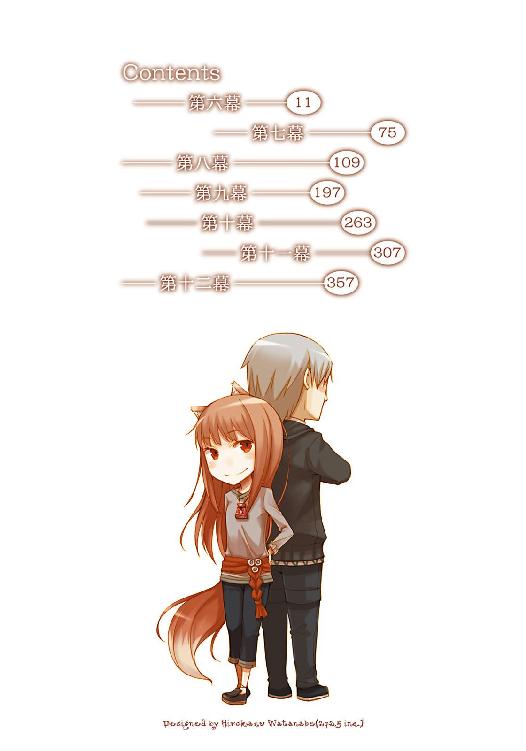 Contents
第六幕 11
第七幕 75
第八幕 109
第九幕 197
第十幕 263
第十一幕 307
第十二幕 357
Designed by Hirokazu Watanabe(2725 inc.)